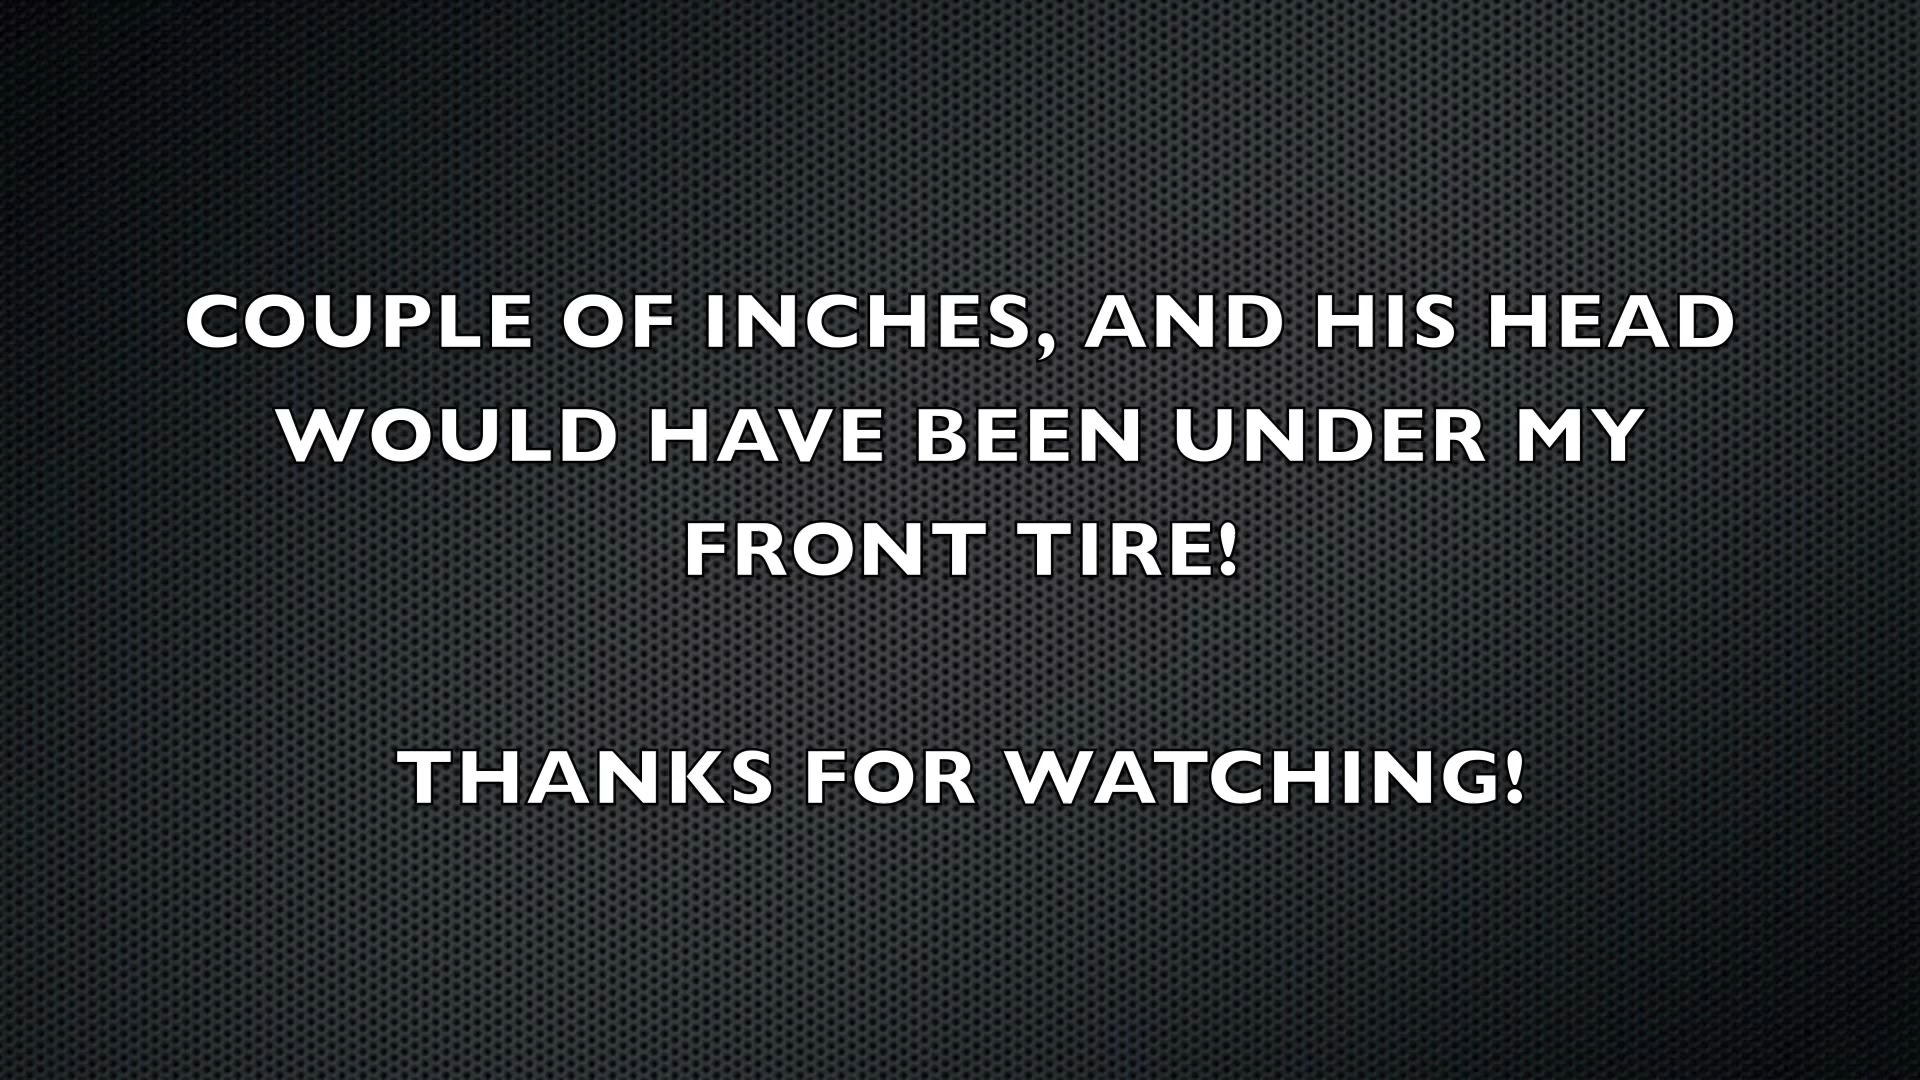 COUPLE OF INCHES, AND HIS HEAD
WOULD HAVE BEEN UNDER MY
FRONT TIRE!
THANKS FOR WATCHING!